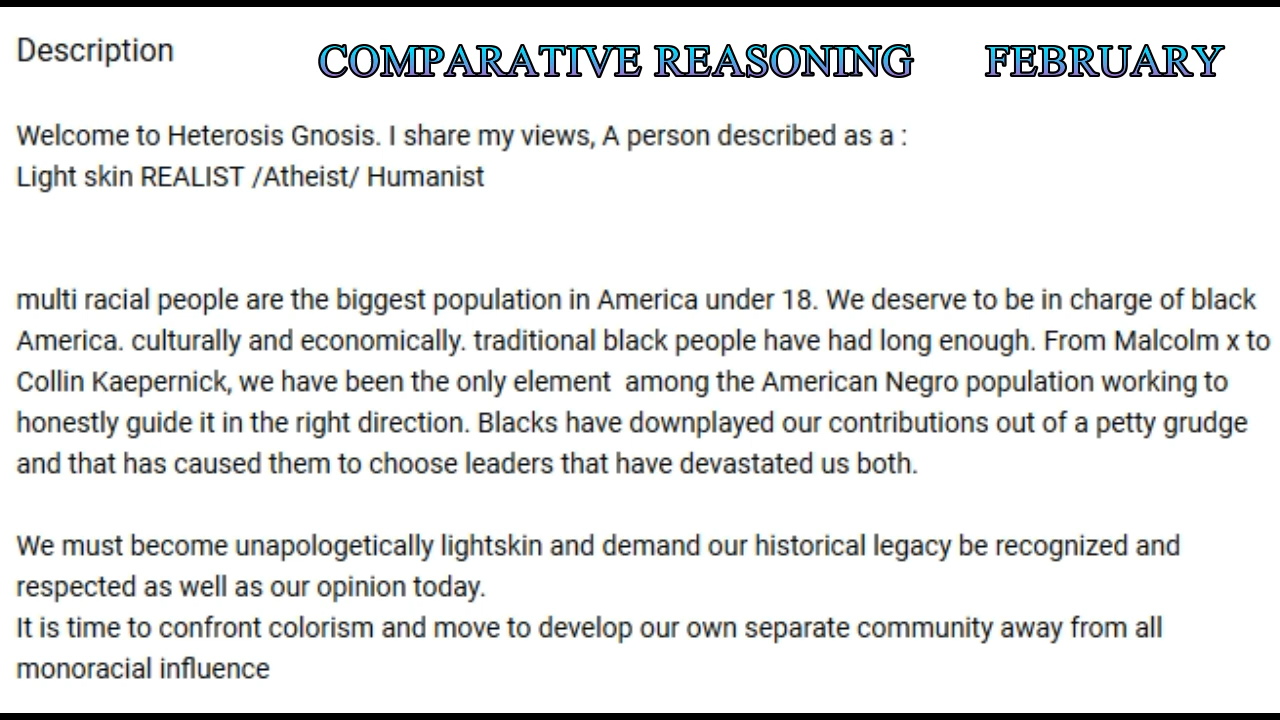 Description
COMPARATIVE REASONING FEBRUARY
Welcome to Heterosis Gnosis. I share my views, A person described as a :
Light skin REALIST /Atheist/ Humanist
multi racial people are the biggest population in America under 18. We deserve to be in charge of black
America. culturally and economically. traditional black people have had long enough. From Malcolm x to
Collin Kaepernick, we have been the only element  among the American Negro population working to
honestly guide it in the right direction. Blacks have downplayed our contributions out of a petty grudge
and that has caused them to choose leaders that have devastated us both.
We must become unapologetically lightskin and demand our historical legacy be recognized and
respected as well as our opinion today.
It is time to confront colorism and move to develop our own separate community away from all
monoracial influence